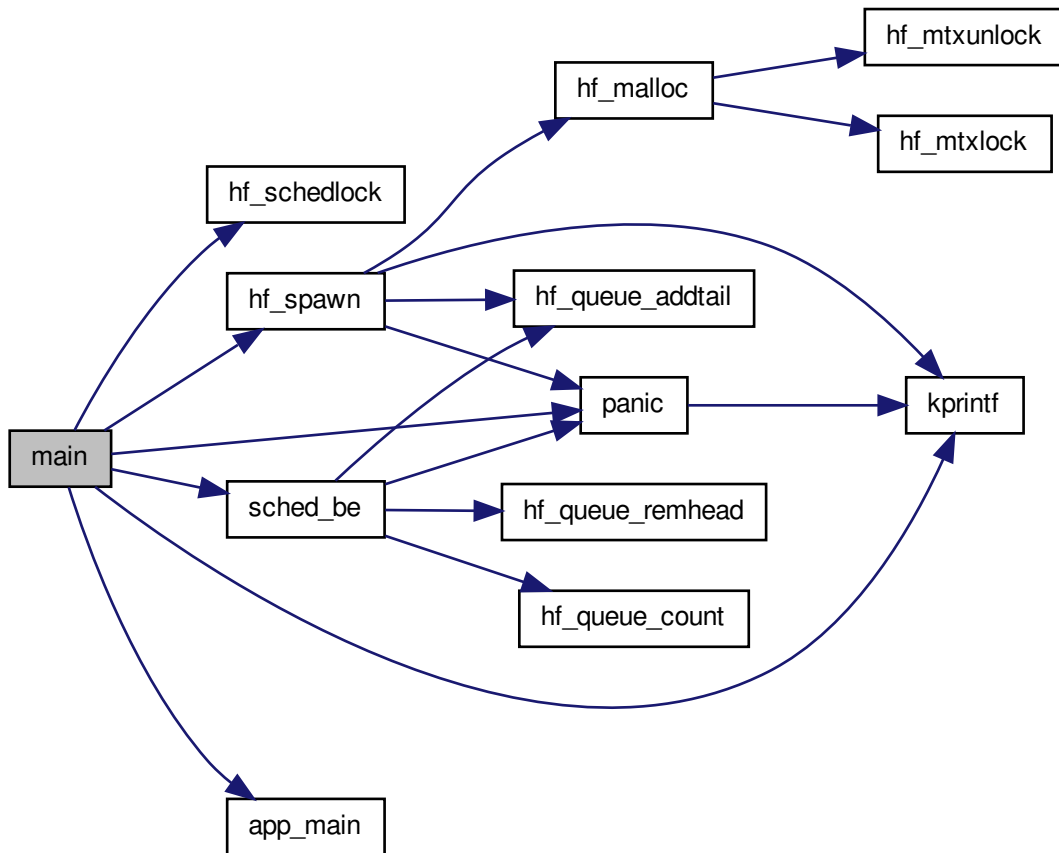 hf_mtxunlock
hf_malloc
hf_mtxlock
hf_schedlock
hf_spawn
hf_queue_addtail
panic
kprintf
main
sched_be
hf_queue_remhead
hf_queue_count
app_main